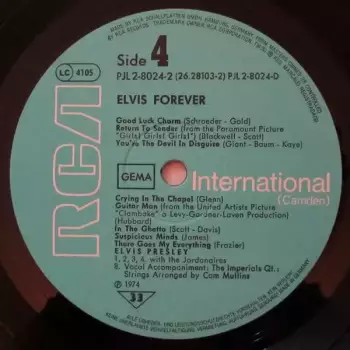 Side 4
LC 4105
PJL 2-8024-2 (26.28103-2) PJL 2-8024-D
ELVIS FOREVER
Good Luck Charm (Schroeder - Gold)
Return To Sender (from the Paramount Picture
"Girls! Girls! Girls!") (Blackwell - Scott)
You're The Devil In Disguise (Giant - Baum - Kaye)
RCA
GEMA
International
(Camden)
Crying In The Chapel (Glenn)
Guitar Man (from the United Artists Picture
"Clambake" a Levy-Gardner-Laven Production)
(Hubbard)
In The Ghetto (Scott - Davis)
Suspicious Minds (James)
There Goes My Everything (Frazier)
ELVIS PRESLEY
1, 2, 3, 4, with the Jordanaires
8. Vocal Accompaniment: The Imperials Qt.;
Strings Arranged by Cam Mullins
℗ 1974
33